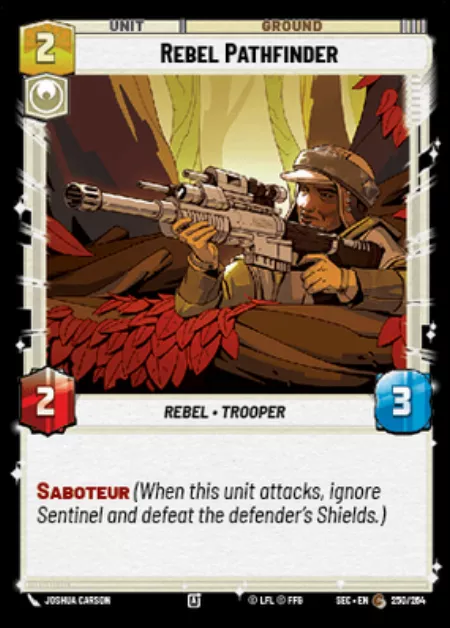 UNIT GROUND
2
REBEL PATHFINDER
2
REBEL • TROOPER
3
SABOTEUR (When this unit attacks, ignore
Sentinel and defeat the defender's Shields.)
JOSHUA CARSON A © LFL © FFG SEC • EN C 250/264